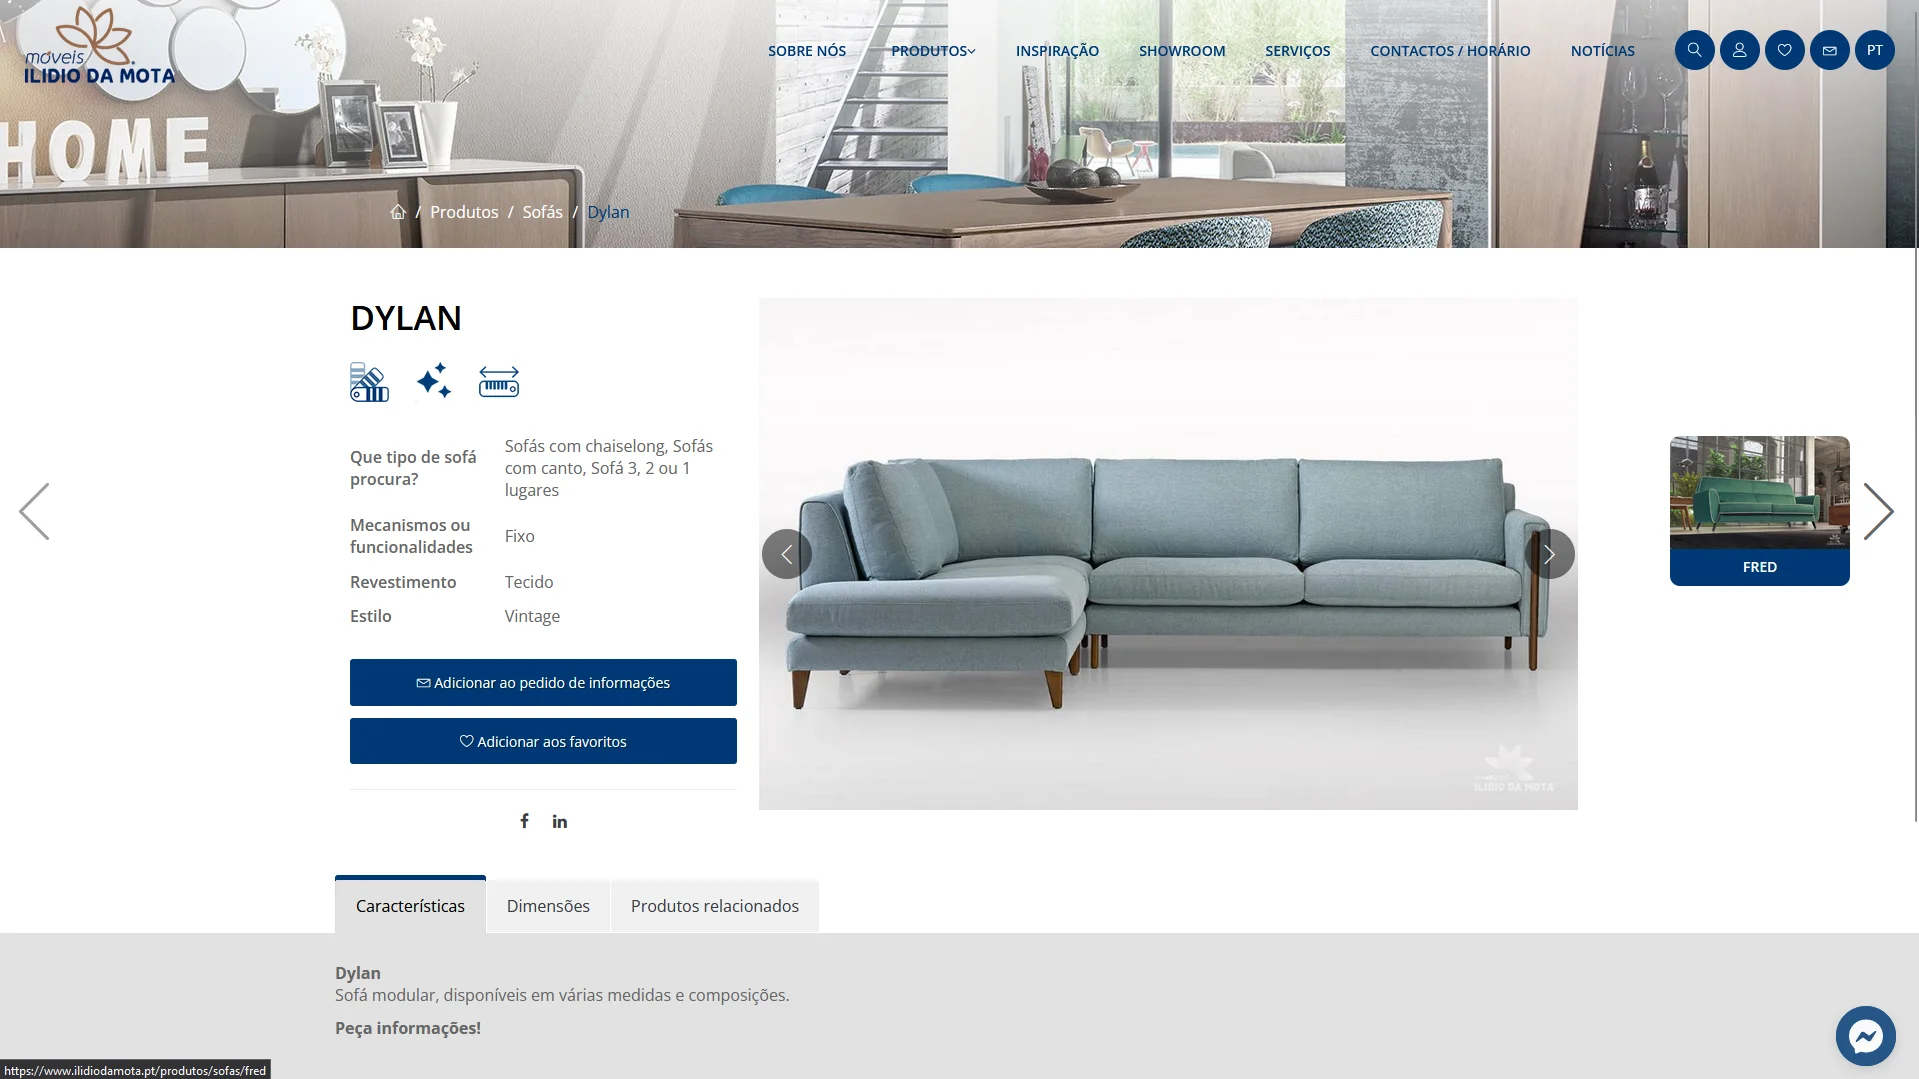 móveis
ILIDIO DA MOTA
SOBRE NÓS
PRODUTOS
INSPIRAÇÃO
SHOWROOM
SERVIÇOS
CONTACTOS / HORÁRIO
NOTÍCIAS
PT
HOME
/ Produtos / Sofás / Dylan
DYLAN
Que tipo de sofá
procura?
Sofás com chaiselong, Sofás
com canto, Sofá 3, 2 ou 1
lugares
Mecanismos ou
funcionalidades
Fixo
Revestimento
Tecido
Estilo
Vintage
Adicionar ao pedido de informações
Adicionar aos favoritos
ILIDIO DA MOTA
FRED
Características
Dimensões
Produtos relacionados
Dylan
Sofá modular, disponíveis em várias medidas e composições.
Peça informações!
https://www.ilidiodamota.pt/produtos/sofas/fred